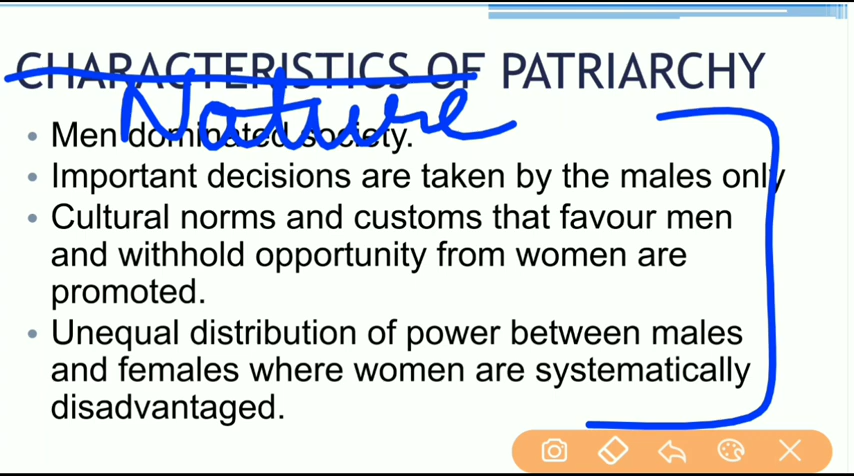 CHARACTERISTICS OF PATRIARCHY
Nature
• Men dominated society.
• Important decisions are taken by the males only
• Cultural norms and customs that favour men
and withhold opportunity from women are
promoted.
• Unequal distribution of power between males
and females where women are systematically
disadvantaged.